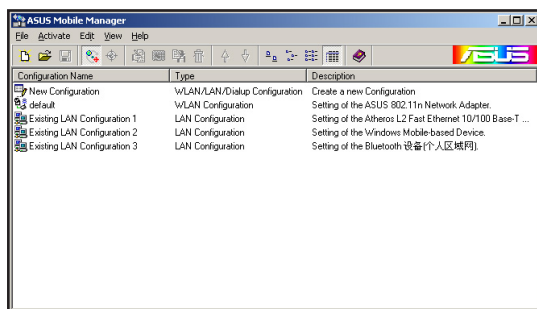 ASUS Mobile Manager
File Activate Edit View Help
ASUS
Configuration Name Type Description
New Configuration WLAN/LAN/Dialup Configuration Create a new Configuration
default WLAN Configuration Setting of the ASUS 802.11n Network Adapter.
Existing LAN Configuration 1 LAN Configuration Setting of the Atheros L2 Fast Ethernet 10/100 Base-T ...
Existing LAN Configuration 2 LAN Configuration Setting of the Windows Mobile-based Device.
Existing LAN Configuration 3 LAN Configuration Setting of the Bluetooth 设备(个人区域网).